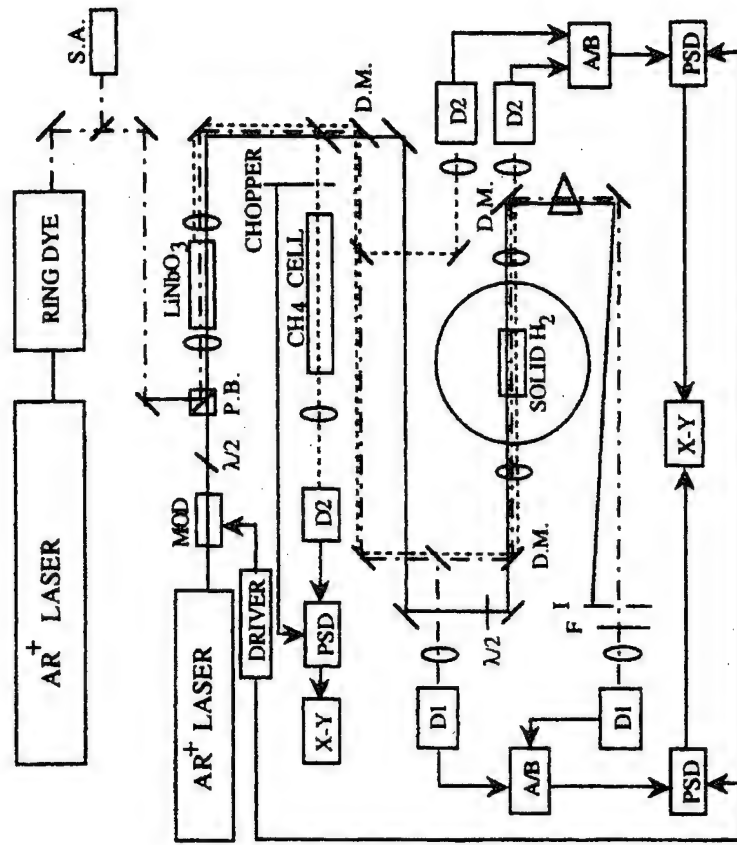 AR+ LASER
RING DYE
S.A.
AR+ LASER
MOD
λ/2
P.B.
LiNbO3
DRIVER
CHOPPER
X-Y
PSD
D2
CH4 CELL
D.M.
D1
λ/2
D.M.
SOLID H2
D.M.
D2
D2
A/B
A/B
D1
F
I
PSD
X-Y
PSD